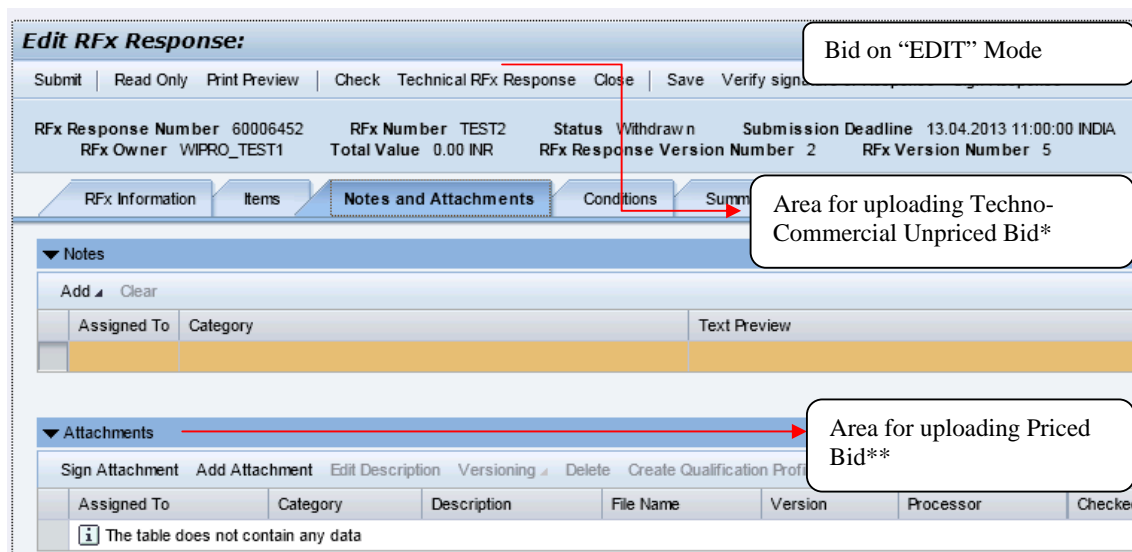 Edit RFx Response:
Bid on “EDIT” Mode
Submit Read Only Print Preview Check Technical RFx Response Close Save Verify
RFx Response Number 60006452 RFx Number TEST2 Status Withdrawn Submission Deadline 13.04.2013 11:00:00 INDIA
RFx Owner WIPRO_TEST1 Total Value 0.00 INR RFx Response Version Number 2 RFx Version Number 5
RFx Information Items Notes and Attachments Conditions Summ
Area for uploading Techno-
Commercial Unpriced Bid*
Notes
Add Clear
Assigned To Category Text Preview
Attachments
Area for uploading Priced
Bid**
Sign Attachment Add Attachment Edit Description Versioning Delete Create Qualification Profi
Assigned To Category Description File Name Version Processor Checke
The table does not contain any data